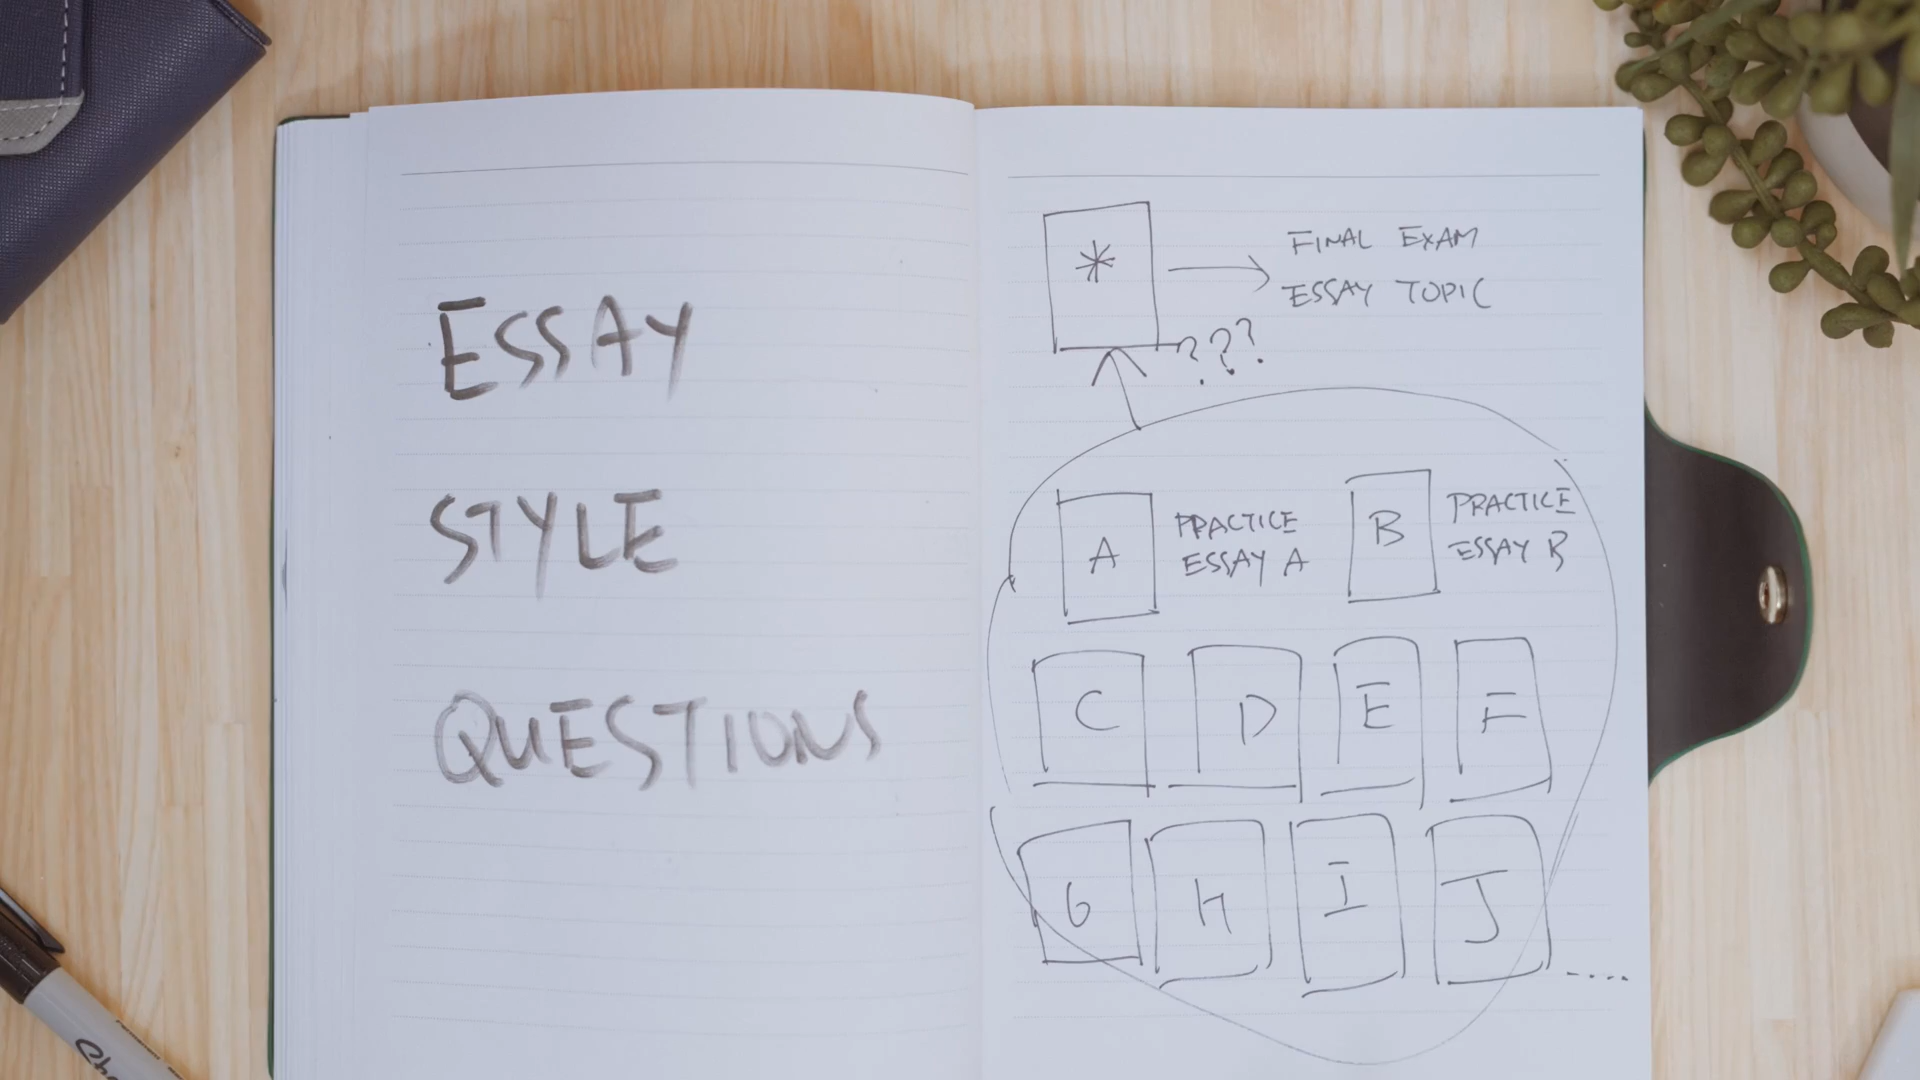 ESSAY
STYLE
QUESTIONS
*
FINAL EXAM
ESSAY TOPIC
???
A
PRACTICE
ESSAY A
B
PRACTICE
ESSAY B
C D E F
G H I J ....